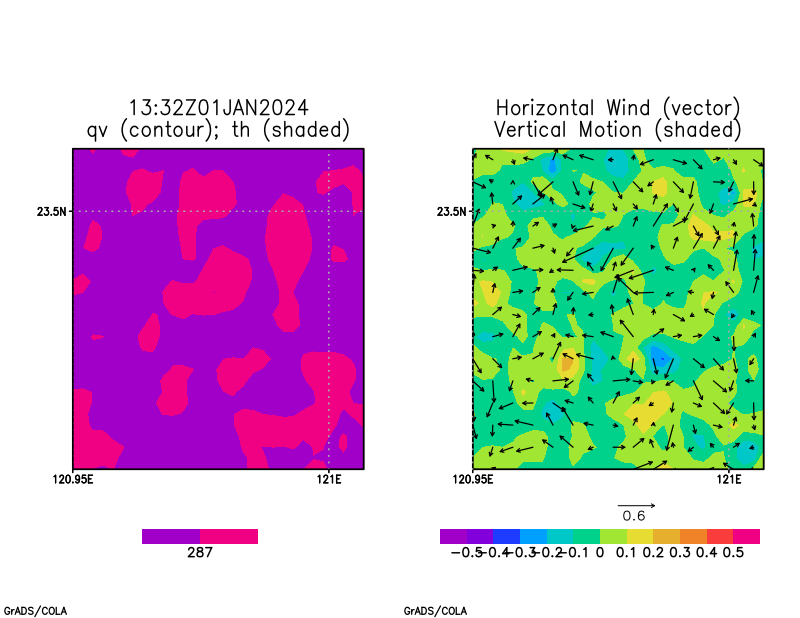 13:32Z01JAN2024
qv (contour); th (shaded)
23.5N
120.95E
121E
287
Horizontal Wind (vector)
Vertical Motion (shaded)
23.5N
120.95E
121E
0.6
-0.5 -0.4 -0.3 -0.2 -0.1 0 0.1 0.2 0.3 0.4 0.5
GrADS/COLA
GrADS/COLA